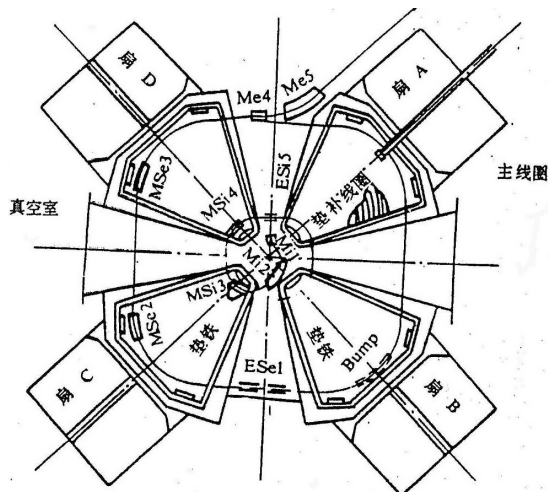 扇 D
Me4
Me5
扇 A
MSe3
ESi5
主线圈
MSi4
垫补线圈
真空室
Mi1
Mi2
MSi3
MSe2
垫铁
ESe1
垫铁
Bump
扇 C
扇 B